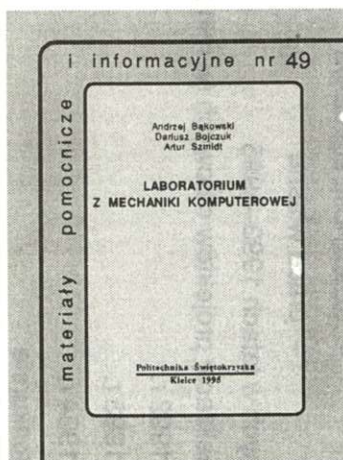 materiały pomocnicze
i informacyjne nr 49
Andrzej Bąkowski
Dariusz Bojczuk
Artur Szmidt
LABORATORIUM
Z MECHANIKI KOMPUTEROWEJ
Politechnika Świętokrzyska
Kielce 1995